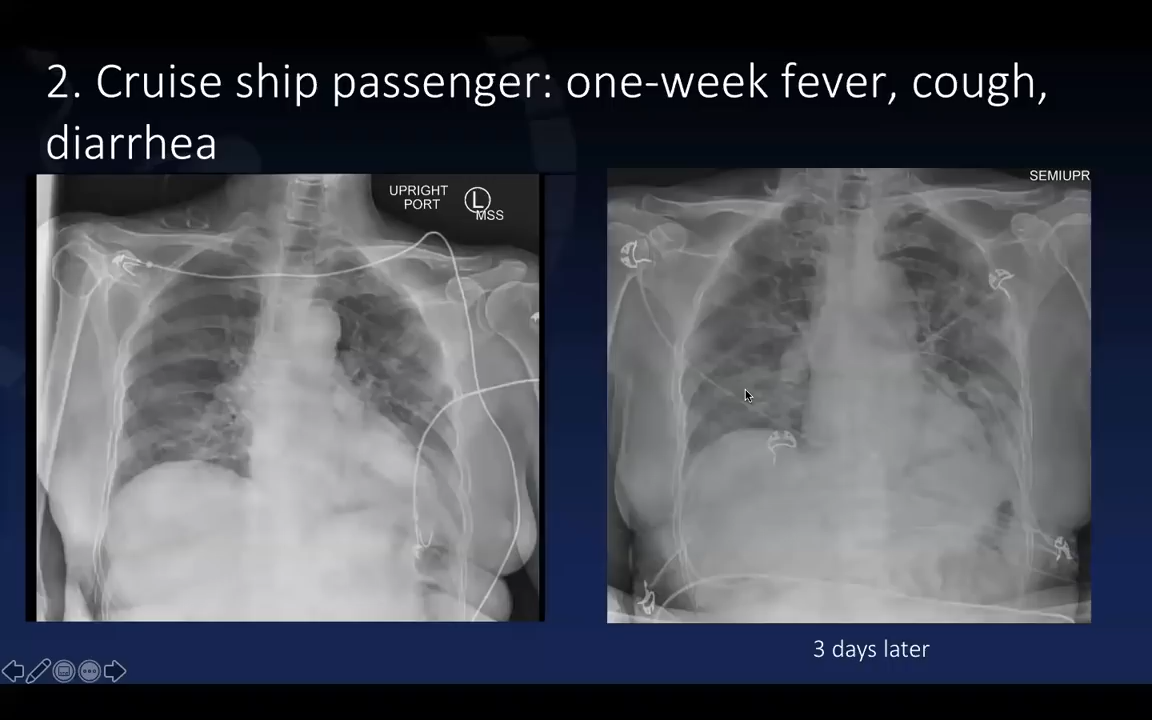 2. Cruise ship passenger: one-week fever, cough,
diarrhea
UPRIGHT
PORT
L
MSS
SEMIUPR
3 days later